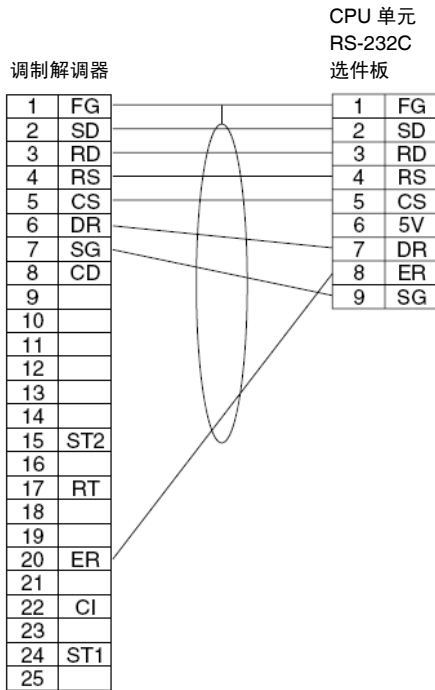 CPU 单元
RS-232C
选件板
调制解调器
1 FG
2 SD
3 RD
4 RS
5 CS
6 DR
7 SG
8 CD
9
10
11
12
13
14
15 ST2
16
17 RT
18
19
20 ER
21
22 CI
23
24 ST1
25
1 FG
2 SD
3 RD
4 RS
5 CS
6 5V
7 DR
8 ER
9 SG